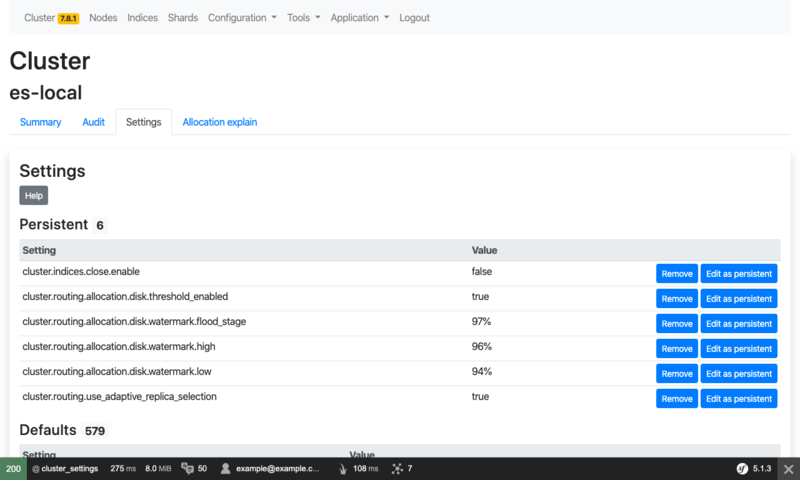 Cluster 7.8.1 Nodes Indices Shards Configuration Tools Application Logout
Cluster
es-local
Summary Audit Settings Allocation explain
Settings
Help
Persistent 6
Setting Value
cluster.indices.close.enable false Remove Edit as persistent
cluster.routing.allocation.disk.threshold_enabled true Remove Edit as persistent
cluster.routing.allocation.disk.watermark.flood_stage 97% Remove Edit as persistent
cluster.routing.allocation.disk.watermark.high 96% Remove Edit as persistent
cluster.routing.allocation.disk.watermark.low 94% Remove Edit as persistent
cluster.routing.use_adaptive_replica_selection true Remove Edit as persistent
Defaults 579
Setting Value
200 @ cluster_settings 275 ms 8.0 MiB 50 example@example.c... 108 ms 7 sf 5.1.3